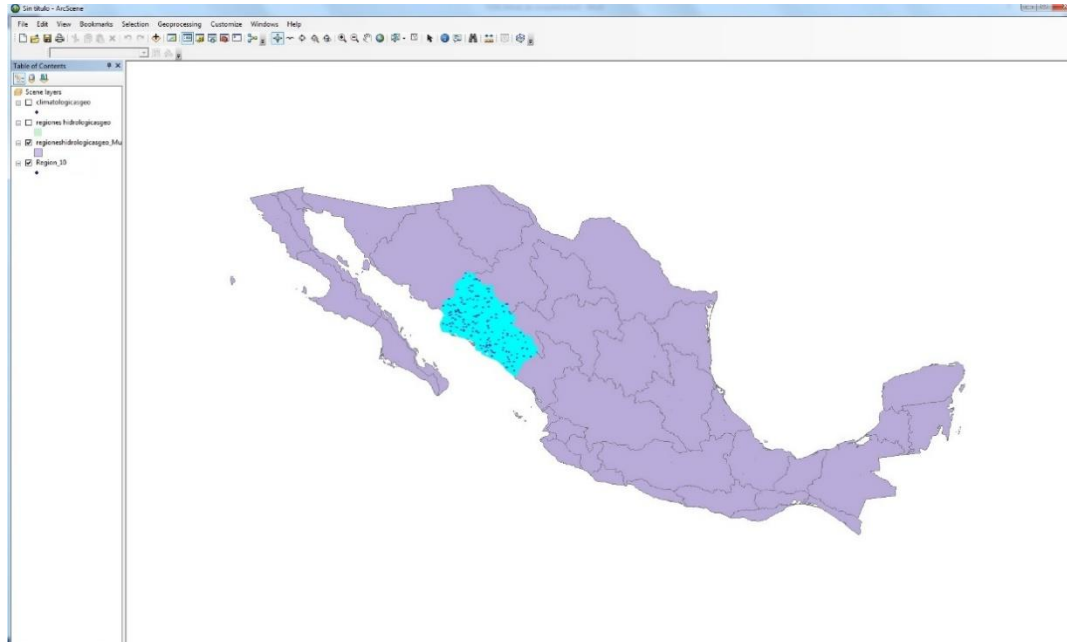 Sin título - ArcScene
File Edit View Bookmarks Selection Geoprocessing Customize Windows Help
Table of Contents
Scene layers
climatologicasgeo
regiones hidrologicasgeo
regioneshidrologicasgeo_Mu
Region_10